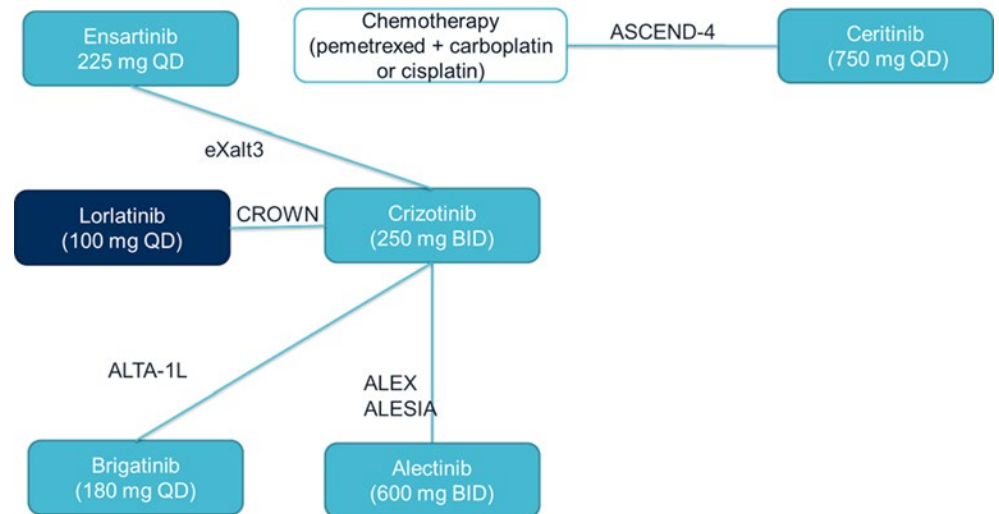 Ensartinib
225 mg QD
Chemotherapy
(pemetrexed + carboplatin
or cisplatin)
ASCEND-4
Ceritinib
(750 mg QD)
eXalt3
Lorlatinib
(100 mg QD)
CROWN
Crizotinib
(250 mg BID)
ALTA-1L
ALEX
ALESIA
Brigatinib
(180 mg QD)
Alectinib
(600 mg BID)